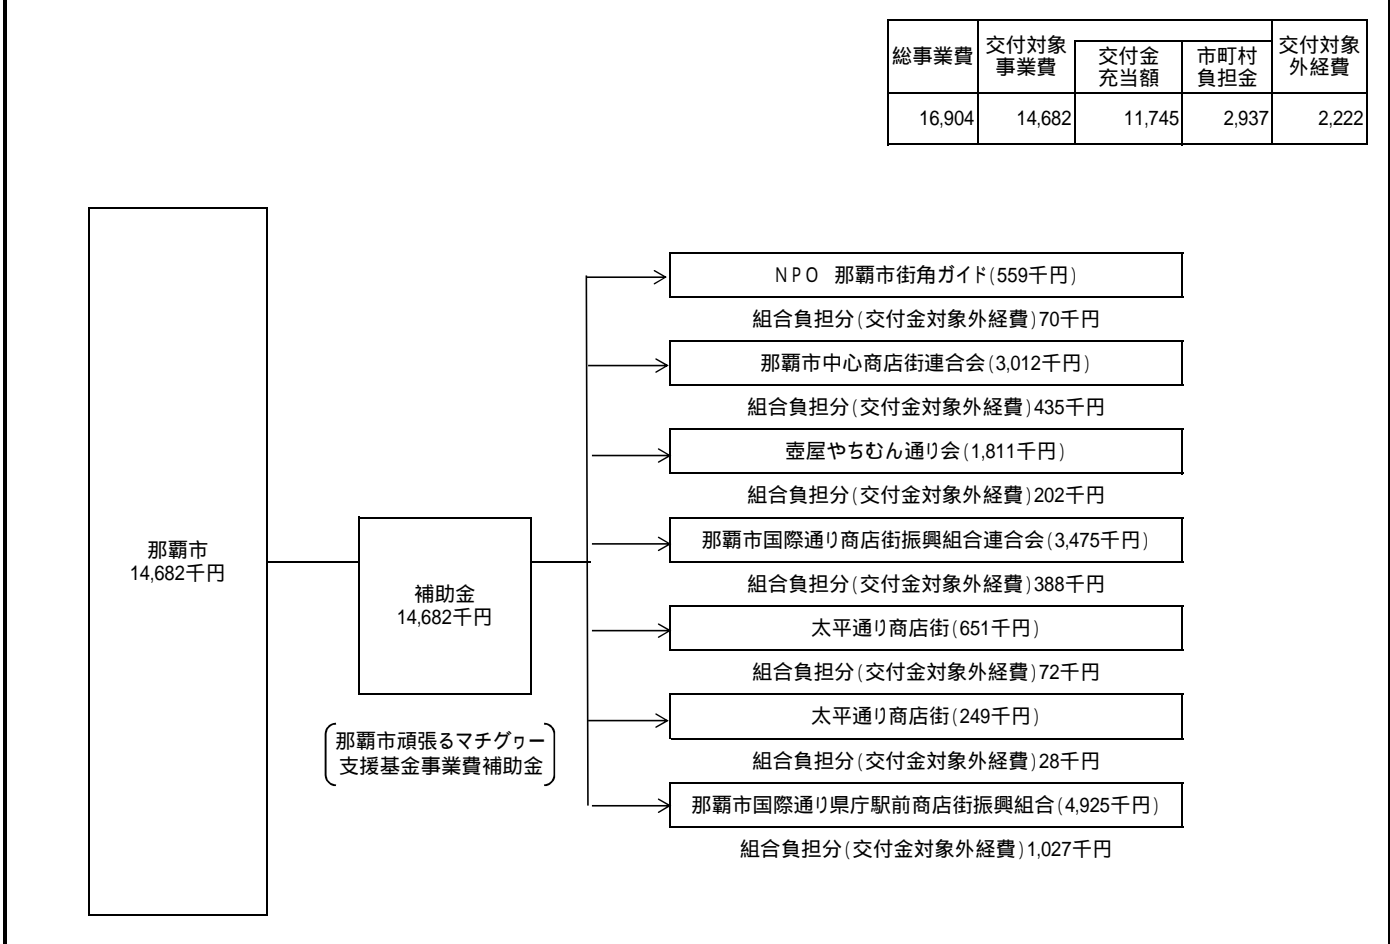 総事業費 交付対象
事業費 交付金
充当額 市町村
負担金 交付対象
外経費
16,904 14,682 11,745 2,937 2,222
NPO 那覇市街角ガイド(559千円)
組合負担分(交付金対象外経費)70千円
那覇市中心商店街連合会(3,012千円)
組合負担分(交付金対象外経費)435千円
壺屋やちむん通り会(1,811千円)
組合負担分(交付金対象外経費)202千円
那覇市国際通り商店街振興組合連合会(3,475千円)
組合負担分(交付金対象外経費)388千円
太平通り商店街(651千円)
組合負担分(交付金対象外経費)72千円
太平通り商店街(249千円)
組合負担分(交付金対象外経費)28千円
那覇市国際通り県庁駅前商店街振興組合(4,925千円)
組合負担分(交付金対象外経費)1,027千円
那覇市
14,682千円
補助金
14,682千円
那覇市頑張るマチグヮー
支援基金事業費補助金